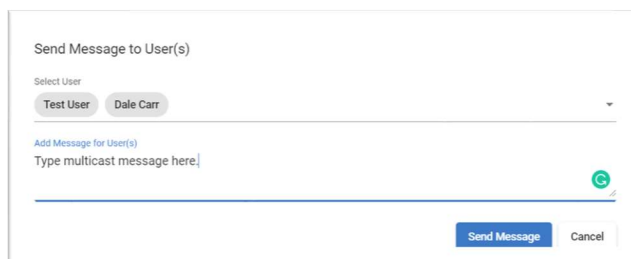 Send Message to User(s)
Select User
Test User Dale Carr
Add Message for User(s)
Type multicast message here.
Send Message Cancel